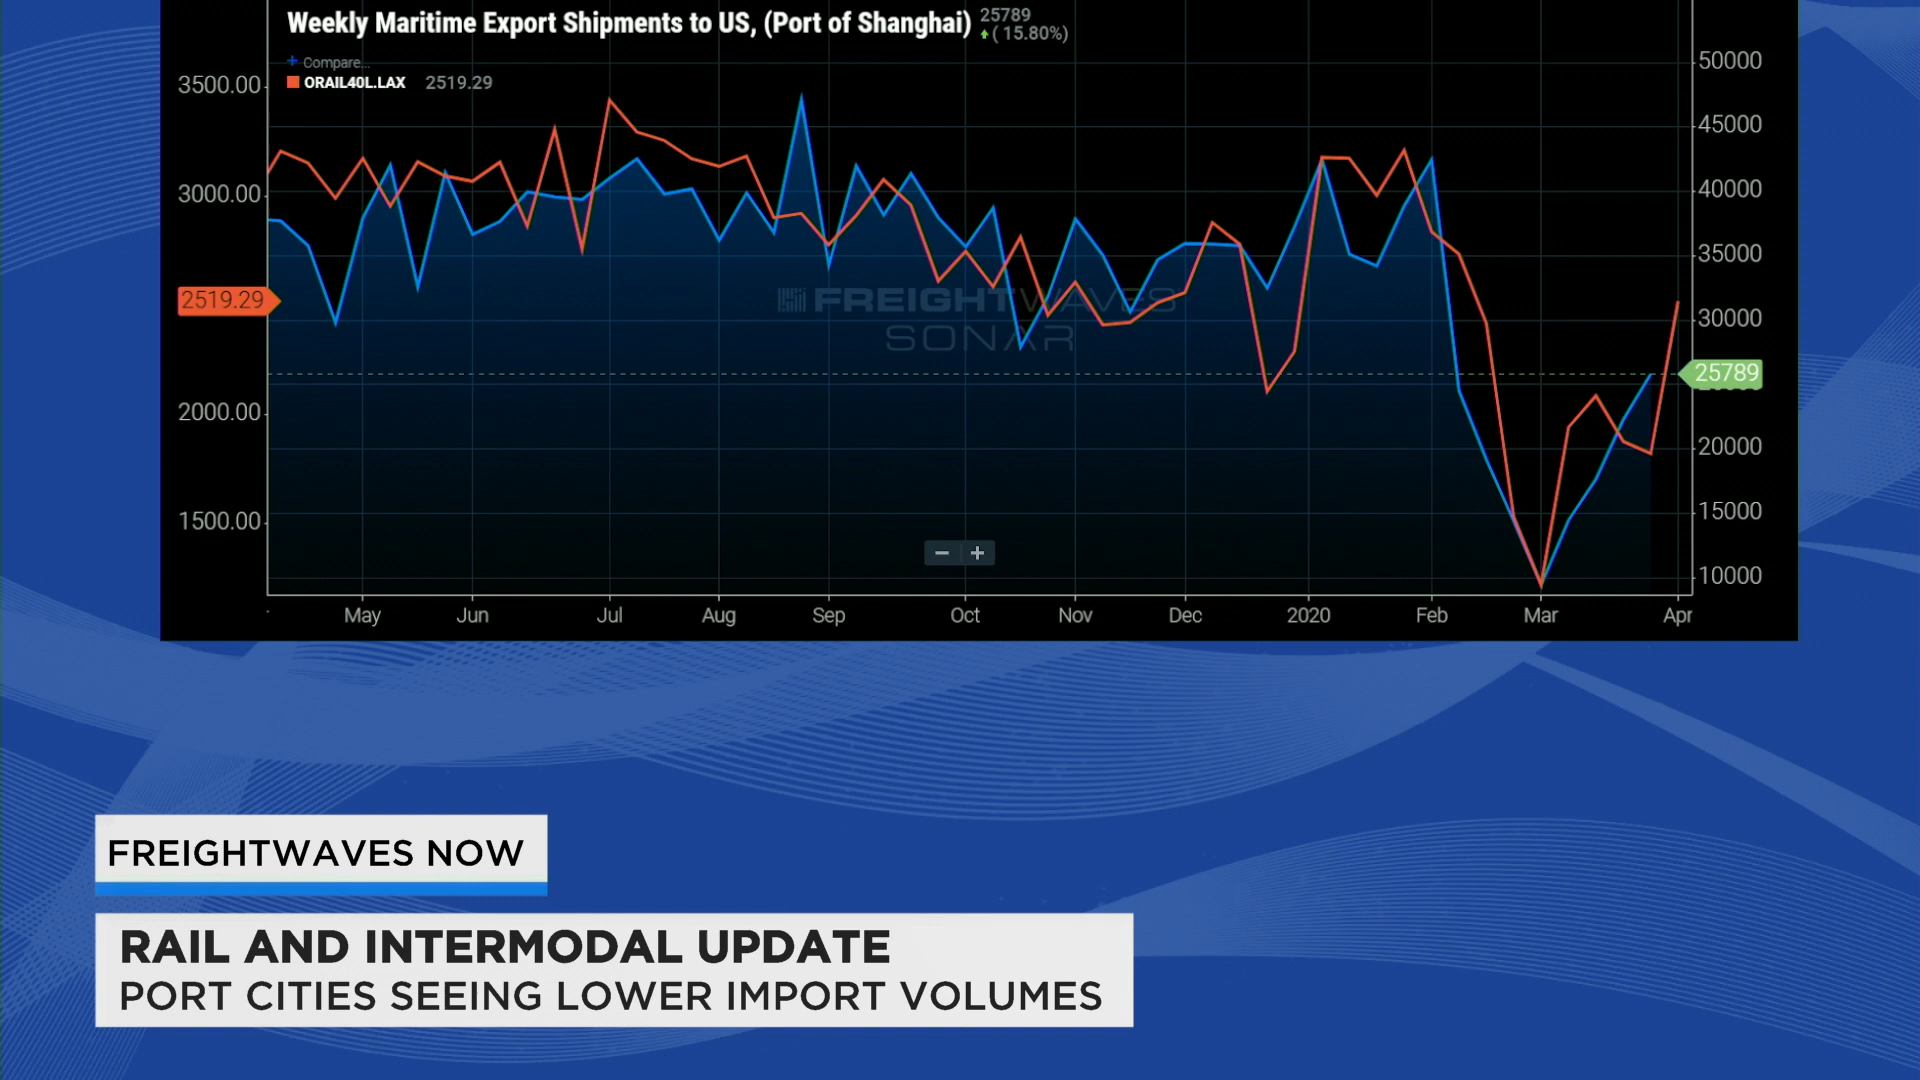 Weekly Maritime Export Shipments to US, (Port of Shanghai) 25789
(15.80%)
+ Compare...
ORAIL40L.LAX 2519.29
3500.00
3000.00
2519.29
2000.00
1500.00
50000
45000
40000
35000
30000
25789
20000
15000
10000
FREIGHTWAVES
SONAR
− +
May Jun Jul Aug Sep Oct Nov Dec 2020 Feb Mar Apr
FREIGHTWAVES NOW
RAIL AND INTERMODAL UPDATE
PORT CITIES SEEING LOWER IMPORT VOLUMES